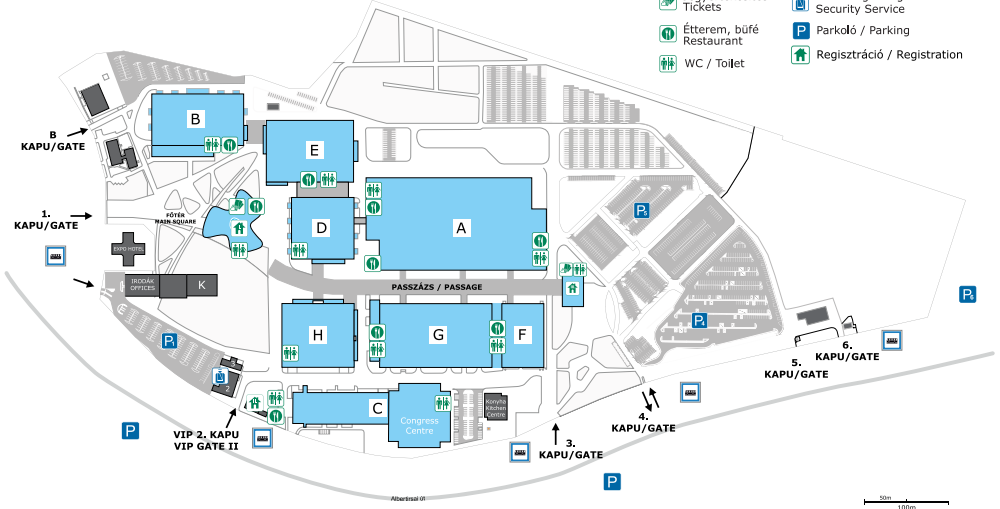 Tickets
Security Service
Étterem, büfé
Restaurant
P Parkoló / Parking
WC / Toilet
Regisztráció / Registration
B
KAPU/GATE
B
E
1.
KAPU/GATE
FŐTÉR
MAIN SQUARE
D
A
P5
EXPO HOTEL
IRODÁK
OFFICES
K
PASSZÁZS / PASSAGE
P6
P1
H
G
F
P4
6.
KAPU/GATE
5.
KAPU/GATE
2
C
Congress
Centre
Konyha
Kitchen
Centre
4.
KAPU/GATE
P
VIP 2. KAPU
VIP GATE II
3.
KAPU/GATE
P
Albertirsai út
50m
100m